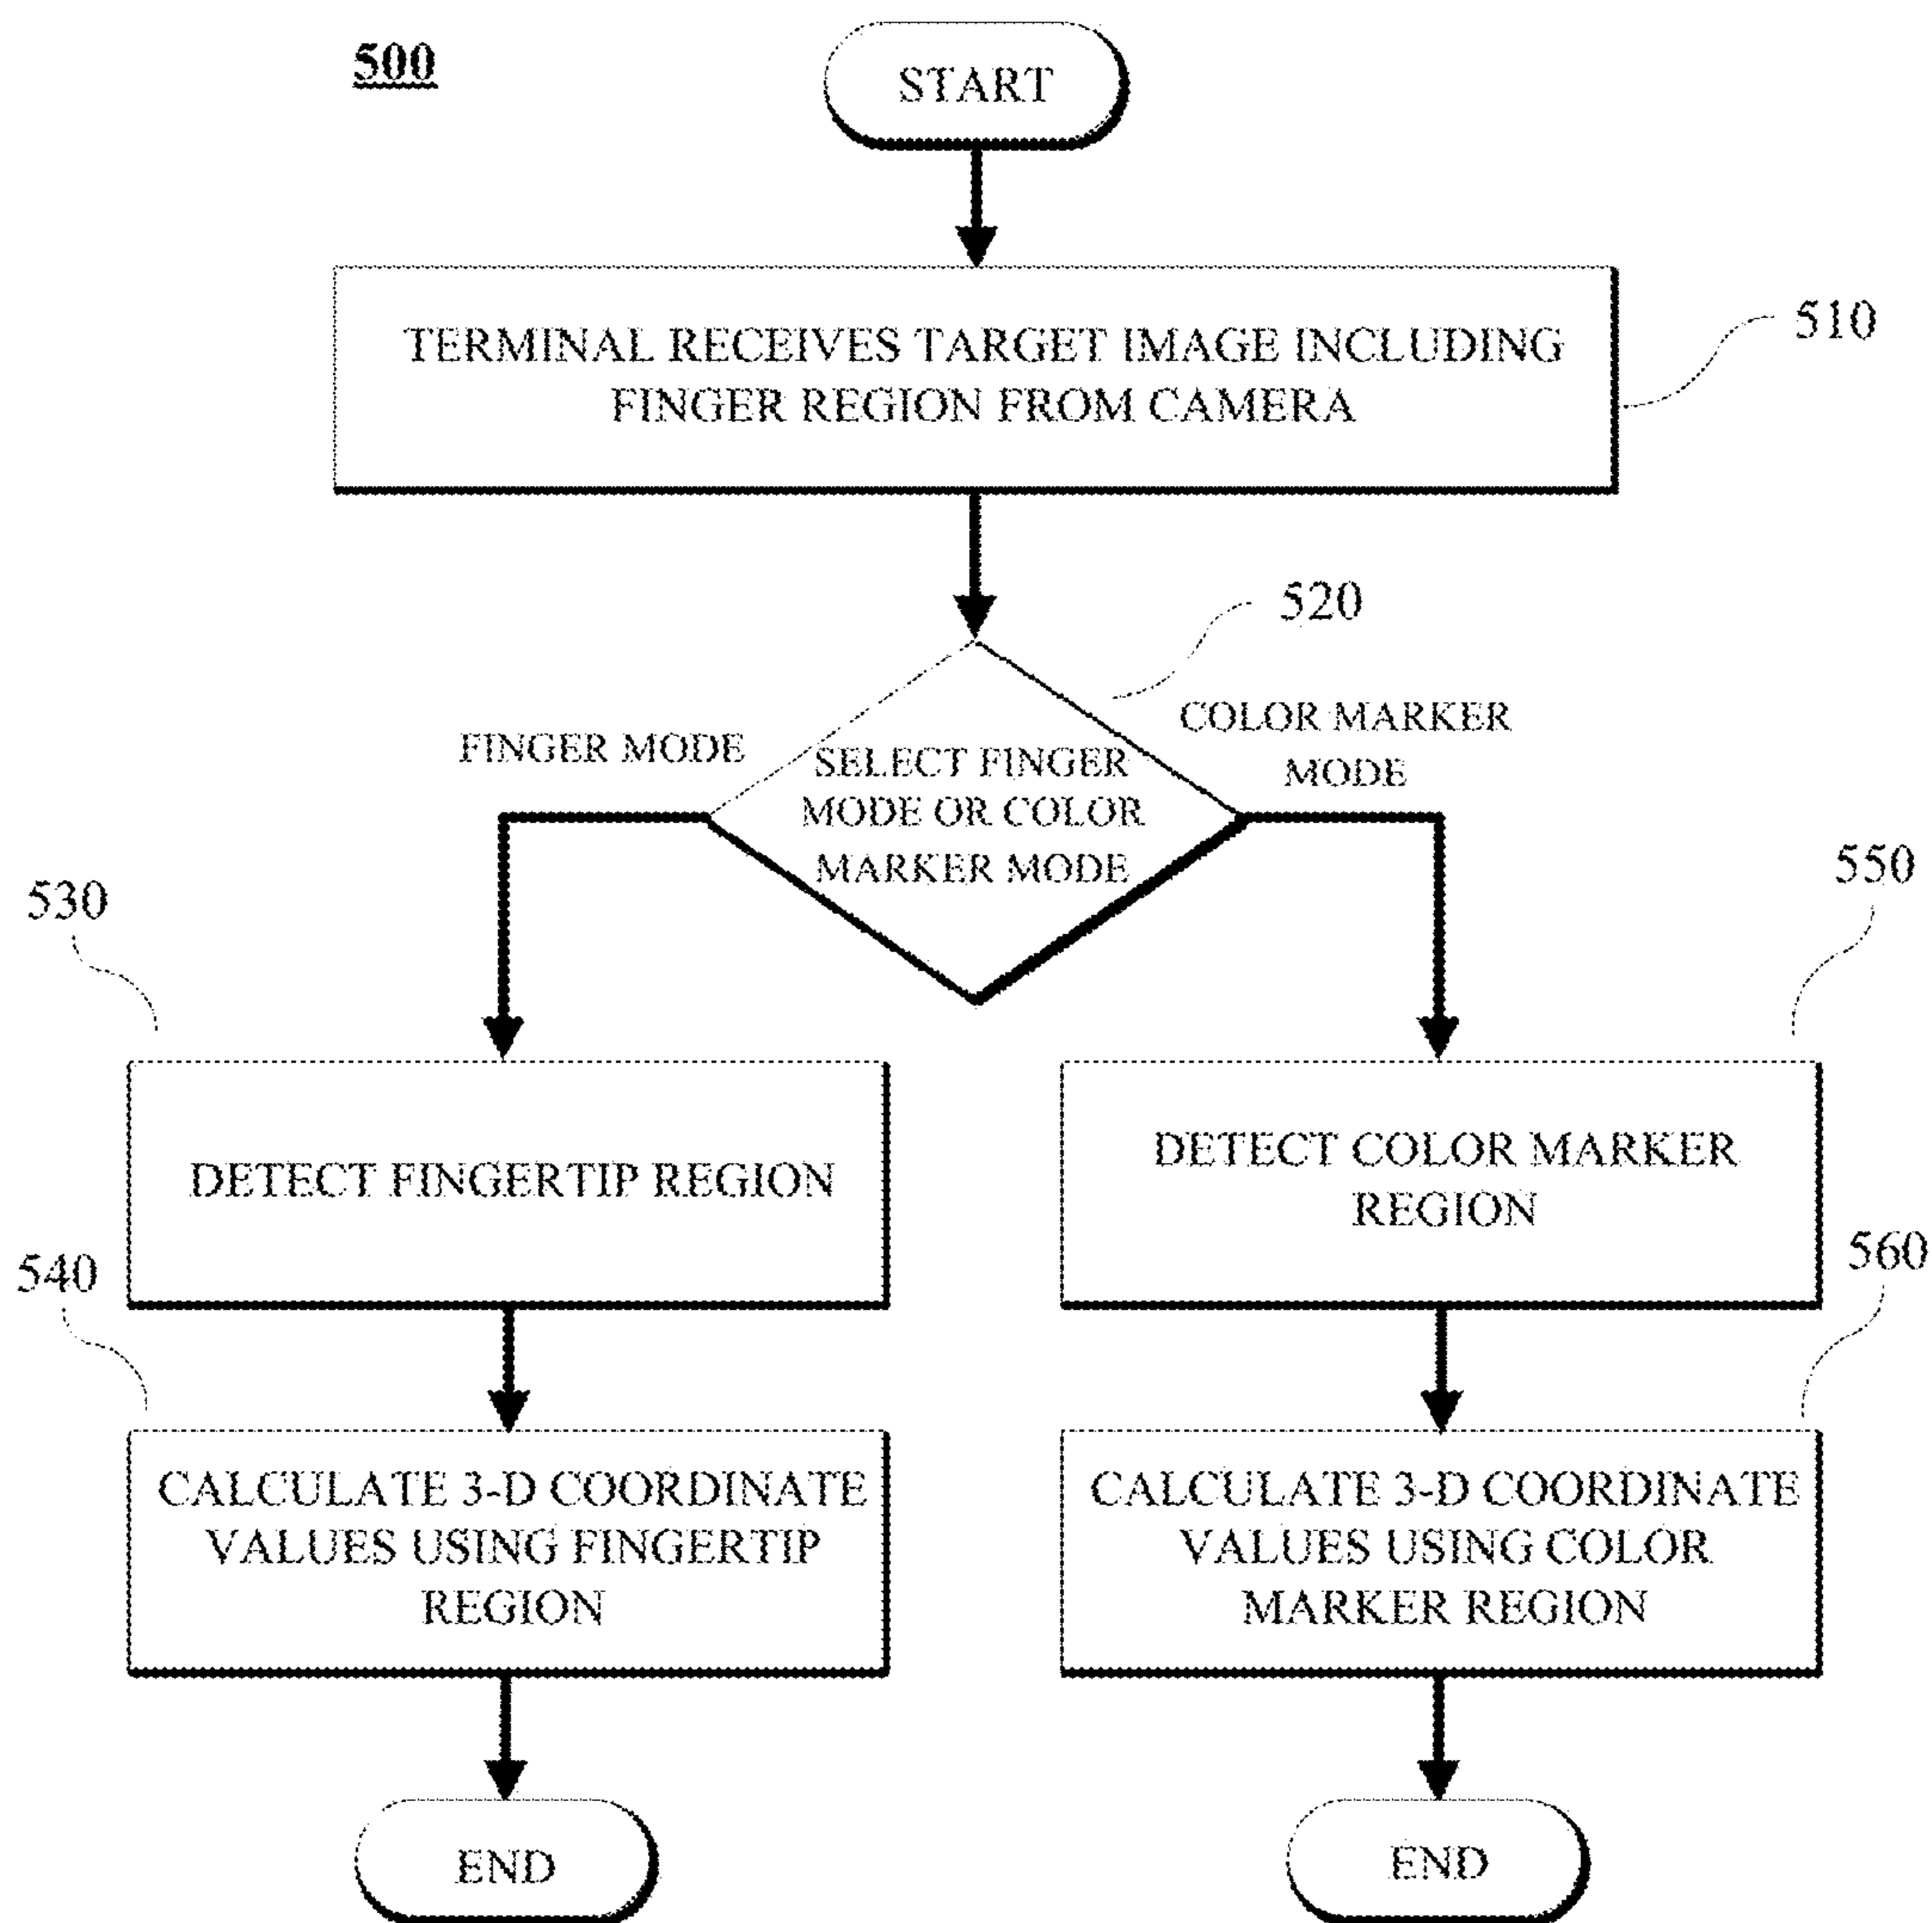 500
START
TERMINAL RECEIVES TARGET IMAGE INCLUDING
FINGER REGION FROM CAMERA
510
520
FINGER MODE
COLOR MARKER
MODE
SELECT FINGER
MODE OR COLOR
MARKER MODE
530
550
DETECT FINGERTIP REGION
DETECT COLOR MARKER
REGION
540
560
CALCULATE 3-D COORDINATE
VALUES USING FINGERTIP
REGION
CALCULATE 3-D COORDINATE
VALUES USING COLOR
MARKER REGION
END
END